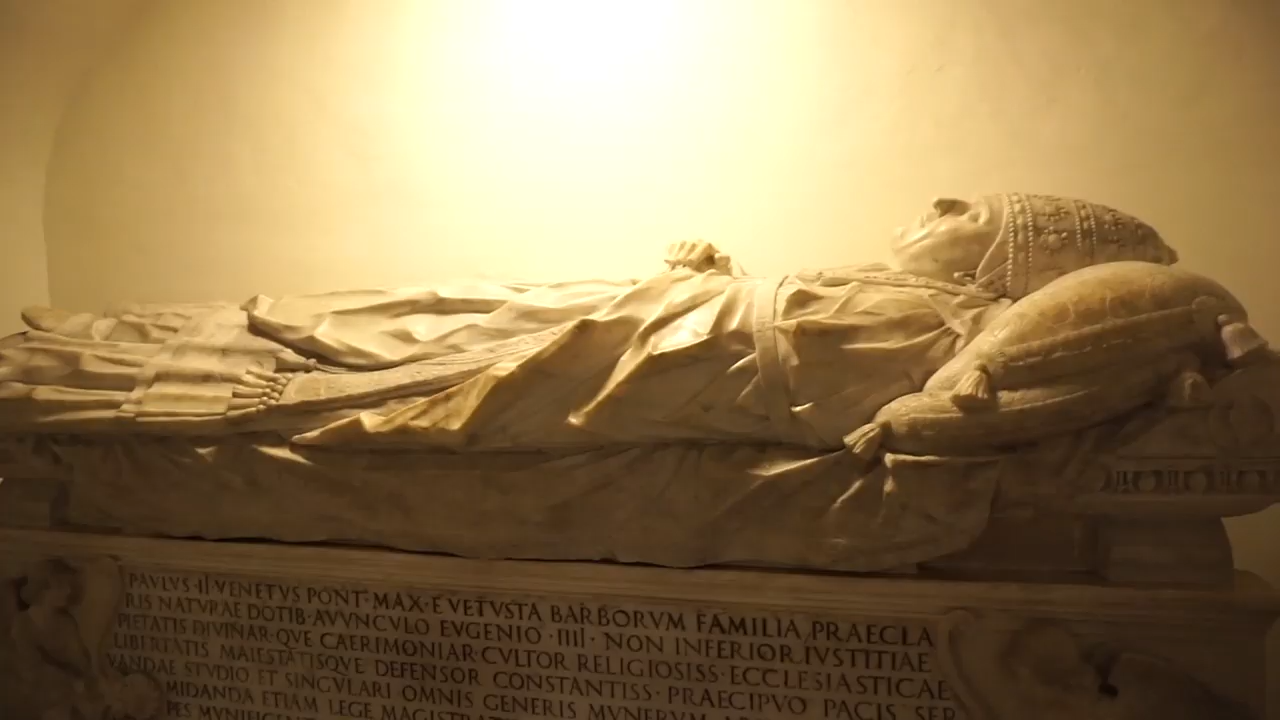 PAVLVS·II·VENETVS PONT·MAX·E VETVSTA BARBORVM FAMILIA PRAECLA
RIS NATVRAE DOTIB·AVVNCVLO EVGENIO·IIII·NON INFERIOR IVSTITIAE
PIETATIS DIVINAR·QVE CAERIMONIAR·CVLTOR RELIGIOSISS·ECCLESIASTICAE
LIBERTATIS MAIESTATISQVE DEFENSOR CONSTANTISS·PRAECIPVO PACIS SER
VANDAE STVDIO ET SINGVLARI OMNIS GENERIS MVNERVM
MIDANDA ETIAM LEGE
PES